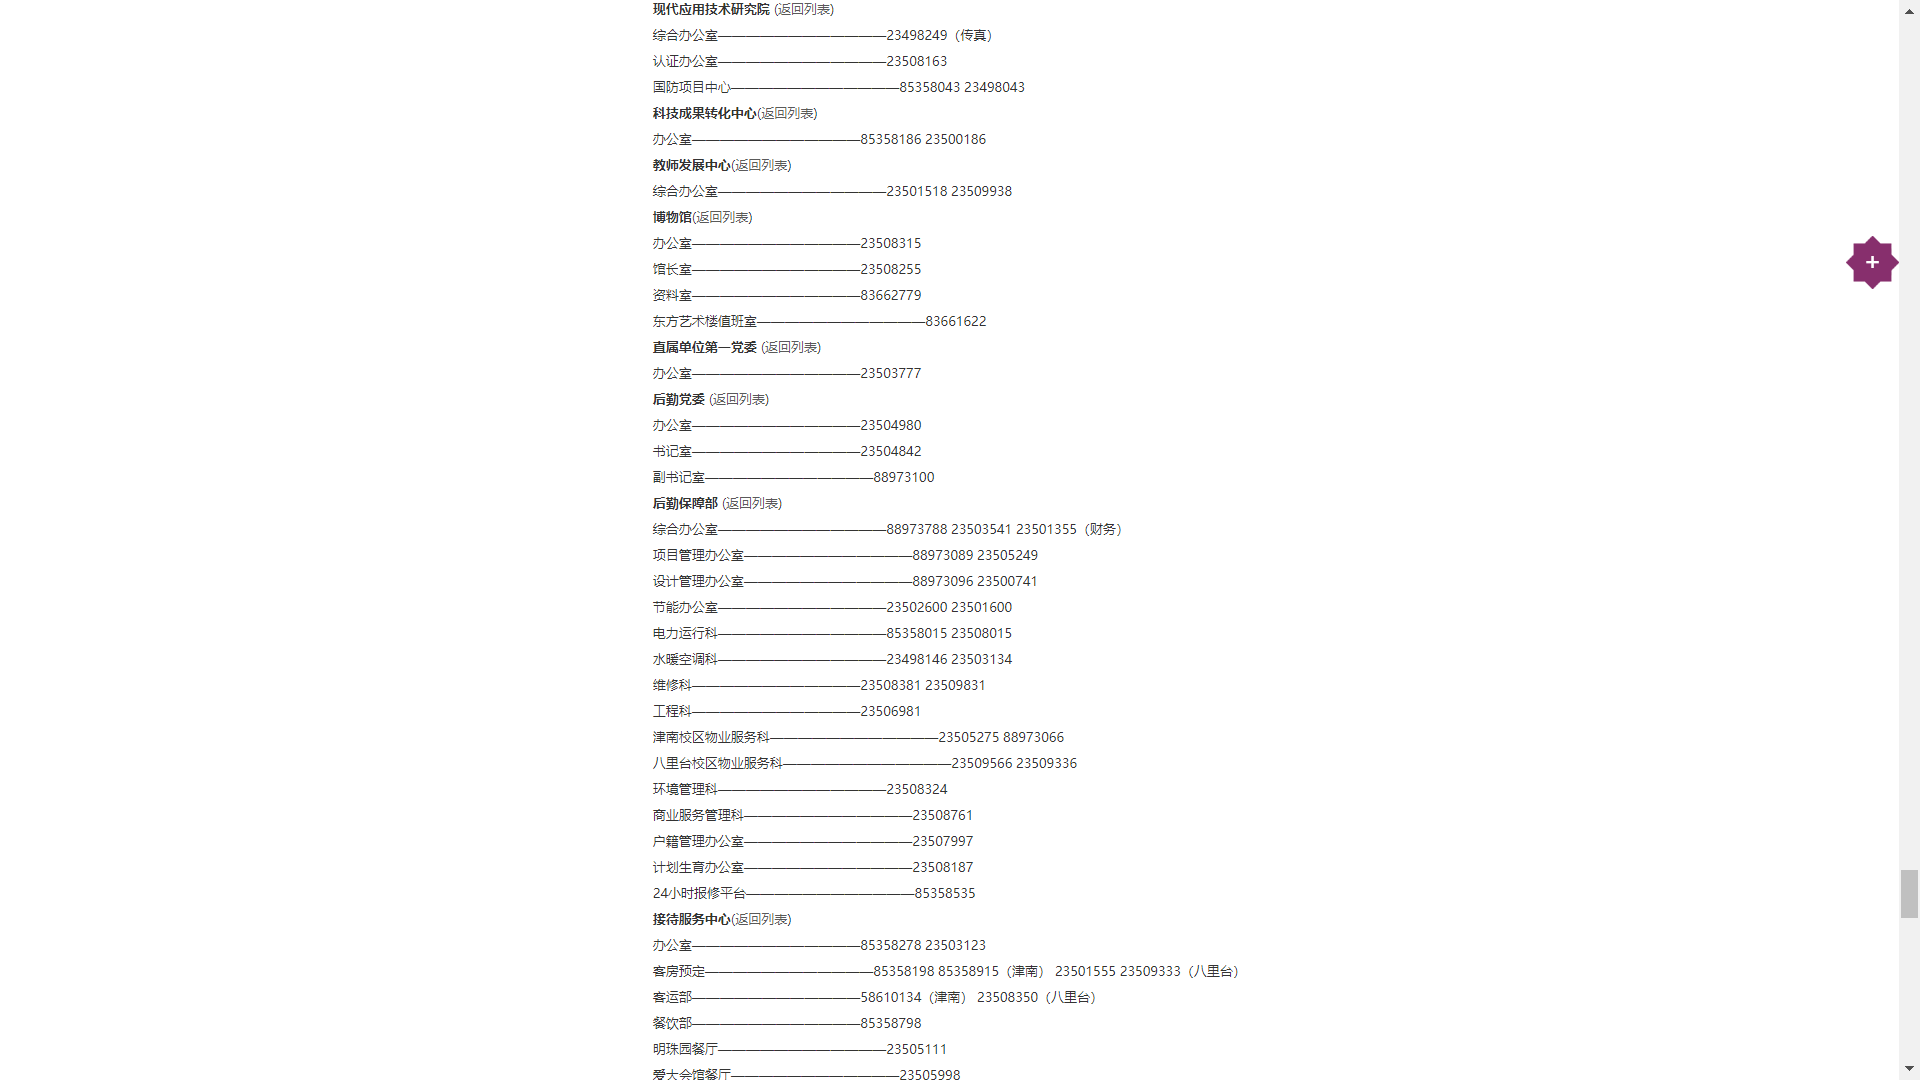 现代应用技术研究院 (返回列表)
综合办公室—————————————23498249（传真）
认证办公室—————————————23508163
国防项目中心—————————————85358043 23498043
科技成果转化中心(返回列表)
办公室—————————————85358186 23500186
教师发展中心(返回列表)
综合办公室—————————————23501518 23509938
博物馆(返回列表)
办公室—————————————23508315
馆长室—————————————23508255
资料室—————————————83662779
东方艺术楼值班室—————————————83661622
直属单位第一党委 (返回列表)
办公室—————————————23503777
后勤党委 (返回列表)
办公室—————————————23504980
书记室—————————————23504842
副书记室—————————————88973100
后勤保障部 (返回列表)
综合办公室—————————————88973788 23503541 23501355（财务）
项目管理办公室—————————————88973089 23505249
设计管理办公室—————————————88973096 23500741
节能办公室—————————————23502600 23501600
电力运行科—————————————85358015 23508015
水暖空调科—————————————23498146 23503134
维修科—————————————23508381 23509831
工程科—————————————23506981
津南校区物业服务科—————————————23505275 88973066
八里台校区物业服务科—————————————23509566 23509336
环境管理科—————————————23508324
商业服务管理科—————————————23508761
户籍管理办公室—————————————23507997
计划生育办公室—————————————23508187
24小时报修平台—————————————85358535
接待服务中心(返回列表)
办公室—————————————85358278 23503123
客房预定—————————————85358198 85358915（津南） 23501555 23509333（八里台）
客运部—————————————58610134（津南） 23508350（八里台）
餐饮部—————————————85358798
明珠园餐厅—————————————23505111
爱大会馆餐厅—————————————23505998